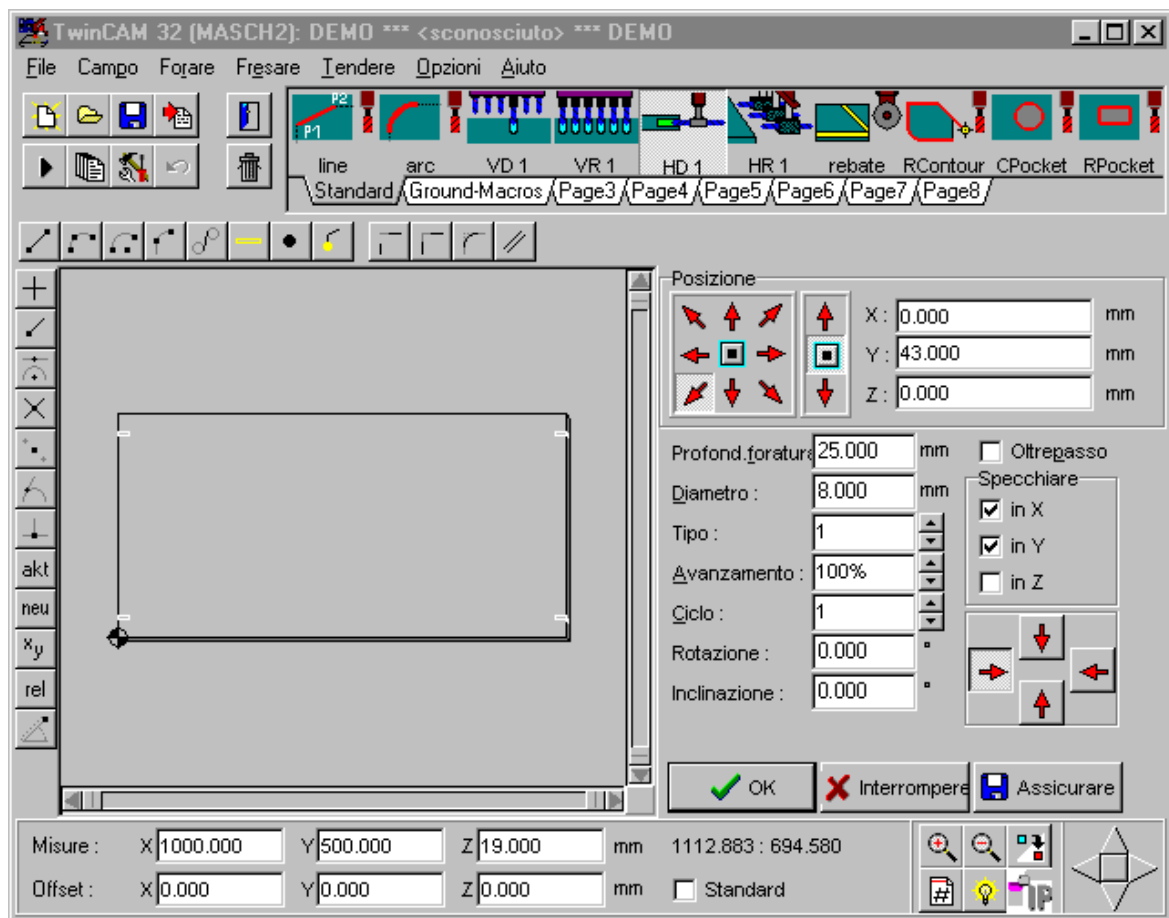 TwinCAM 32 (MASCH2): DEMO *** <sconosciuto> *** DEMO
File Campo Forare Fresare Tendere Opzioni Aiuto
P1 P2
line arc VD 1 VR 1 HD 1 HR 1 rebate RContour CPocket RPocket
Standard Ground-Macros Page3 Page4 Page5 Page6 Page7 Page8
Posizione
X : 0.000 mm
Y : 43.000 mm
Z : 0.000 mm
Profond.foratura 25.000 mm Oltrepasso
Diametro : 8.000 mm Specchiare
in X
Tipo : 1
in Y
akt
Avanzamento : 100%
in Z
neu
Ciclo : 1
xy
Rotazione : 0.000 °
rel
Inclinazione : 0.000 °
OK Interrompere Assicurare
Misure : X 1000.000 Y 500.000 Z 19.000 mm 1112.883 : 694.580
Offset : X 0.000 Y 0.000 Z 0.000 mm Standard
#